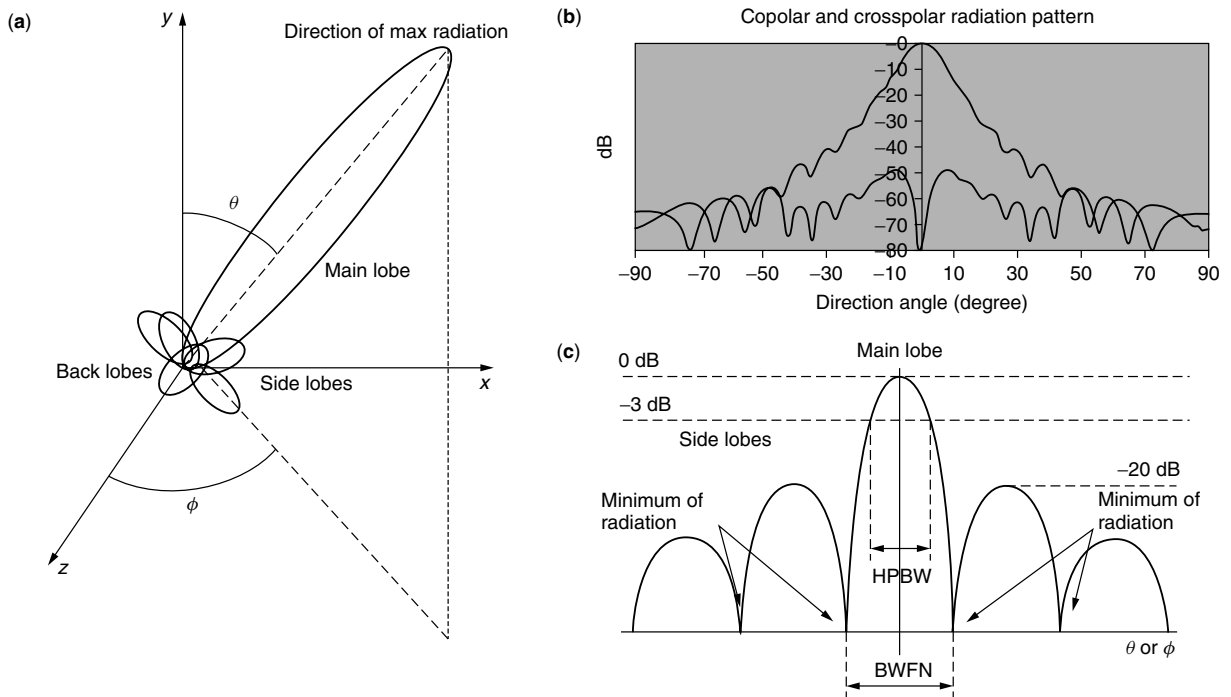 (a)
y
Direction of max radiation
θ
Main lobe
Back lobes
Side lobes
x
ϕ
z
(b)
Copolar and crosspolar radiation pattern
–0
–10
–20
–30
–40
–50
–60
–70
–80
dB
–90 –70 –50 –30 –10 10 30 50 70 90
Direction angle (degree)
(c)
Main lobe
0 dB
–3 dB
Side lobes
–20 dB
Minimum of
radiation
Minimum of
radiation
HPBW
θ or ϕ
BWFN